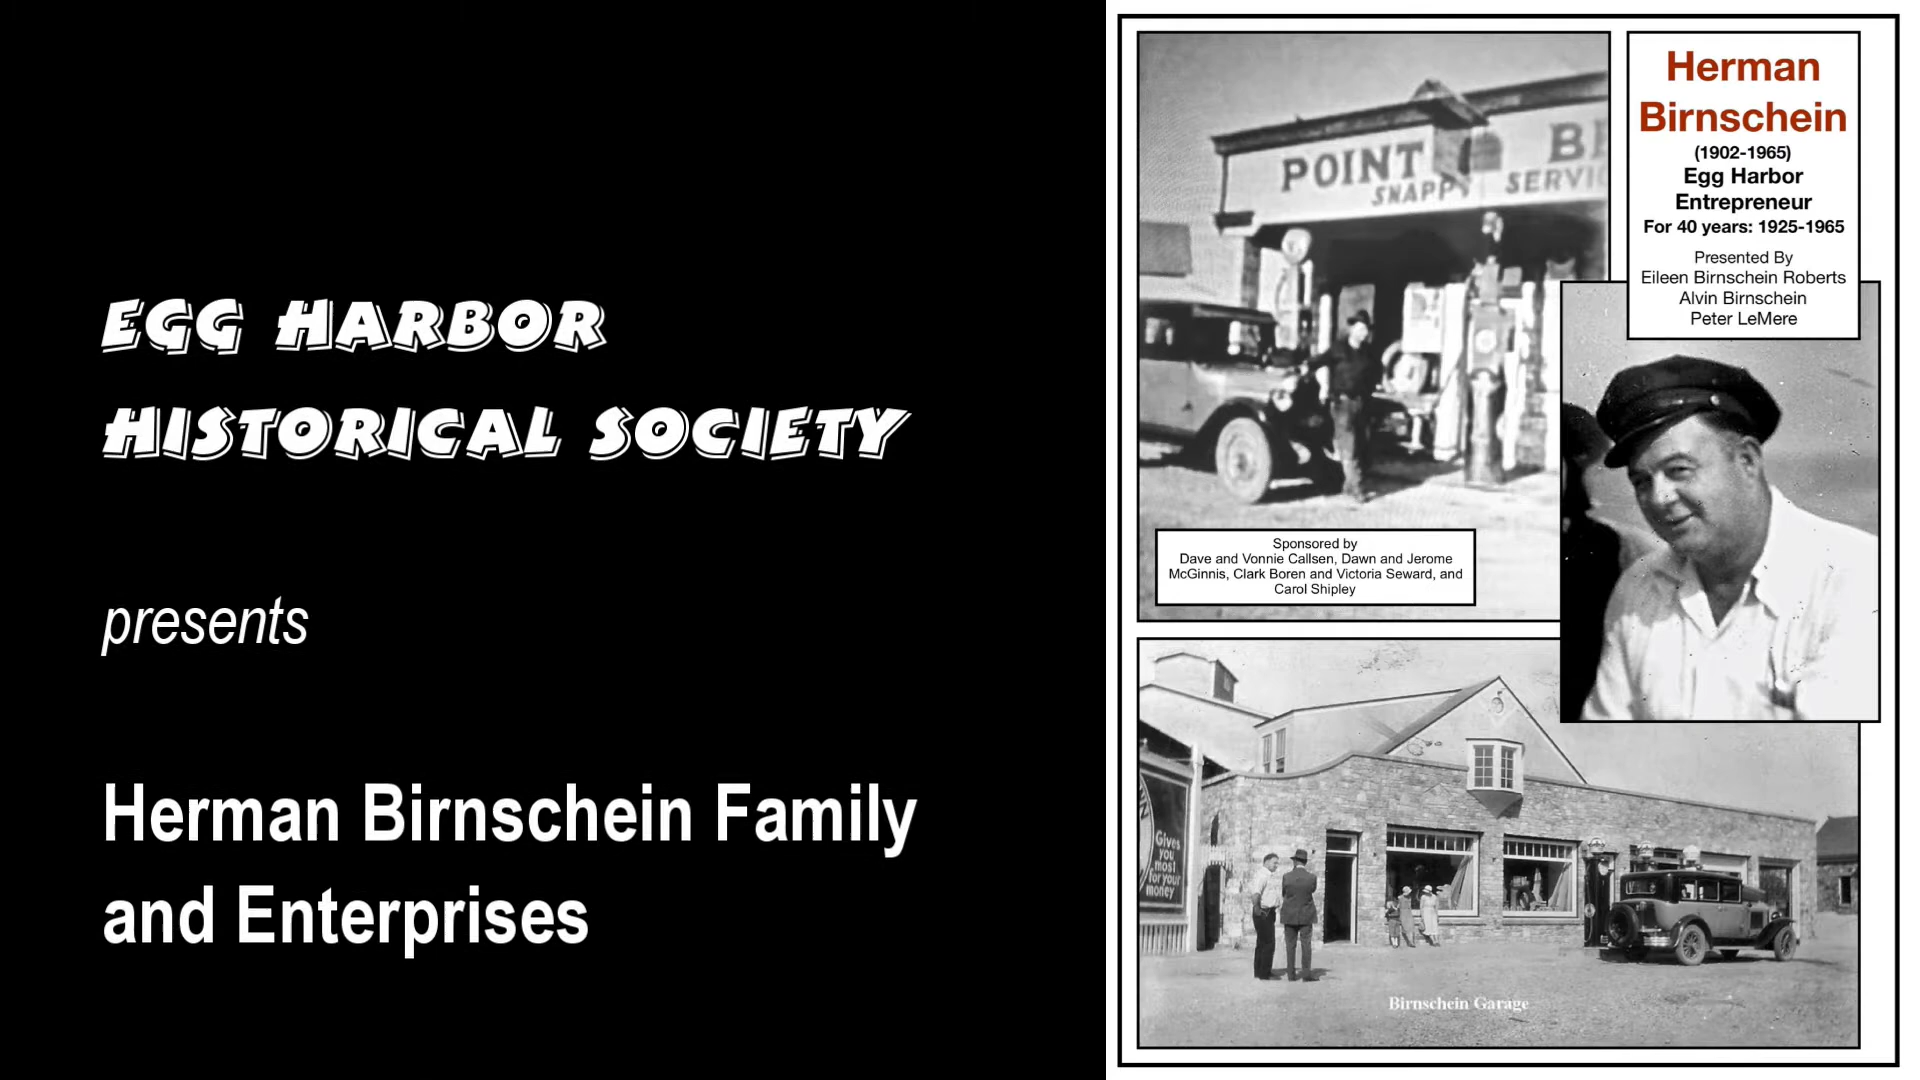 EGG HARBOR
HISTORICAL SOCIETY
presents
Herman Birnschein Family
and Enterprises
POINT
SNAPPY SERVIC
Herman
Birnschein
(1902-1965)
Egg Harbor
Entrepreneur
For 40 years: 1925-1965
Presented By
Eileen Birnschein Roberts
Alvin Birnschein
Peter LeMere
Sponsored by
Dave and Vonnie Callsen, Dawn and Jerome
McGinnis, Clark Boren and Victoria Seward, and
Carol Shipley
Gives
you
most
for your
money
Birnschein Garage